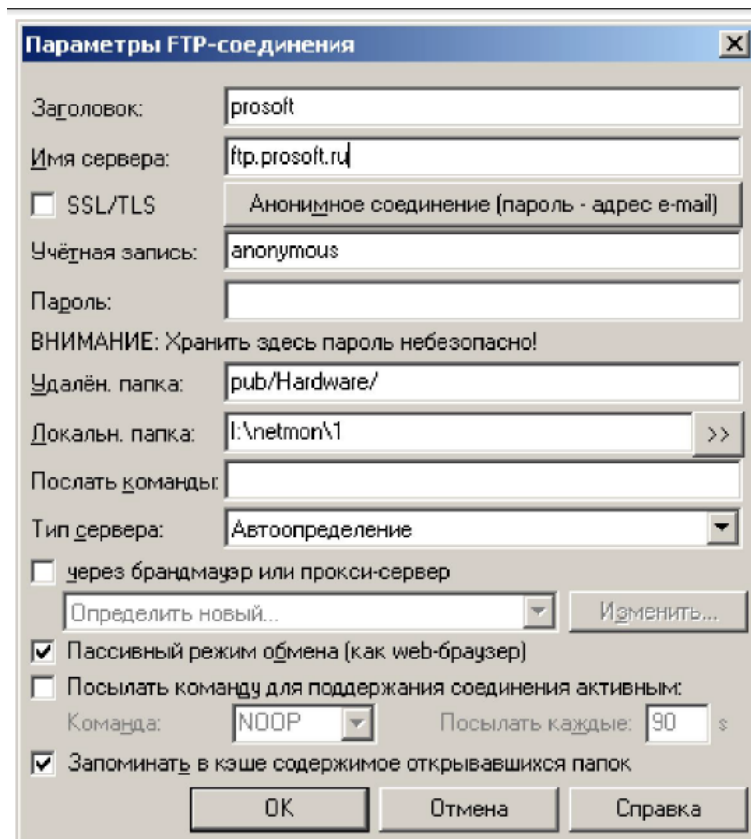 Параметры FTP-соединения
Заголовок: prosoft
Имя сервера: ftp.prosoft.ru
SSL/TLS Анонимное соединение (пароль - адрес e-mail)
Учётная запись: anonymous
Пароль:
ВНИМАНИЕ: Хранить здесь пароль небезопасно!
Удалён. папка: pub/Hardware/
Локальн. папка: I:\netmon\1 >>
Послать команды:
Тип сервера: Автоопределение
через брандмауэр или прокси-сервер
Определить новый... Изменить...
Пассивный режим обмена (как web-браузер)
Посылать команду для поддержания соединения активным:
Команда: NOOP Посылать каждые: 90 s
Запоминать в кэше содержимое открывавшихся папок
OK Отмена Справка